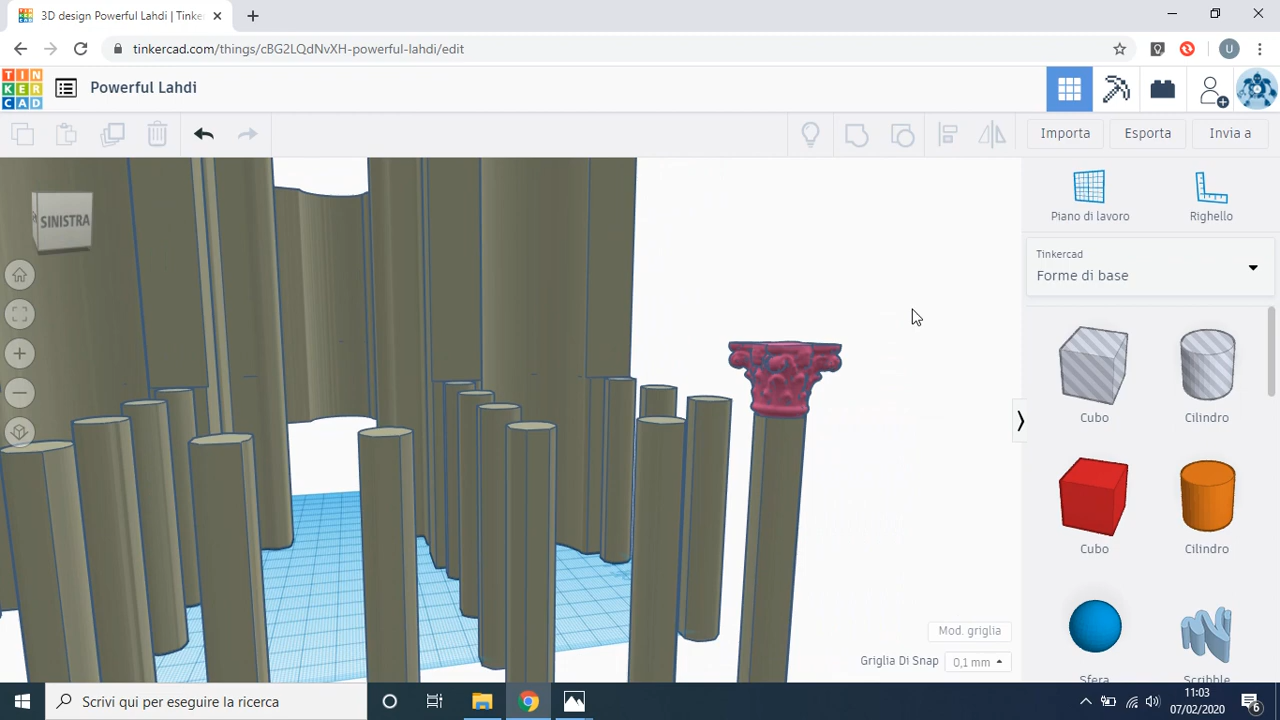 3D design Powerful Lahdi | Tinke
tinkercad.com/things/cBG2LQdNvXH-powerful-lahdi/edit
U
TIN
KER
CAD
Powerful Lahdi
Importa
Esporta
Invia a
SINISTRA
Piano di lavoro
Righello
Tinkercad
Forme di base
Cubo
Cilindro
Cubo
Cilindro
Sfera
Scribble
Mod. griglia
Griglia Di Snap
0,1 mm
Scrivi qui per eseguire la ricerca
11:03
07/02/2020
6